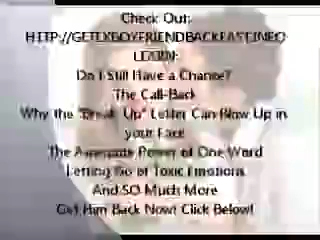 Check Out:
HTTP://GETEXBOYFRIENDBACKFAST.INFO
LEARN:
Do I Still Have a Chance?
The Call-Back
Why the "Break Up" Letter Can Blow Up in
your Face
The Awesome Power of One Word
Letting Go of Toxic Emotions
And SO Much More
Get Him Back Now! Click Below!